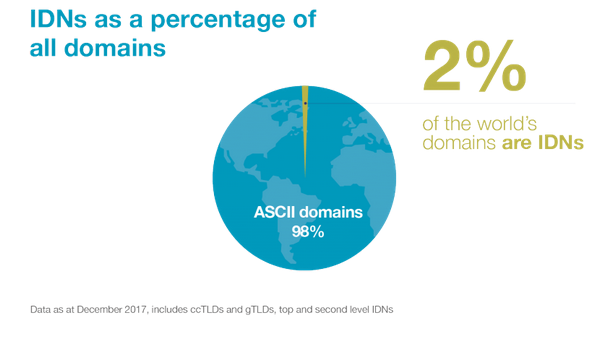 IDNs as a percentage of
all domains
2%
of the world's
domains are IDNs
ASCII domains
98%
Data as at December 2017, includes ccTLDs and gTLDs, top and second level IDNs